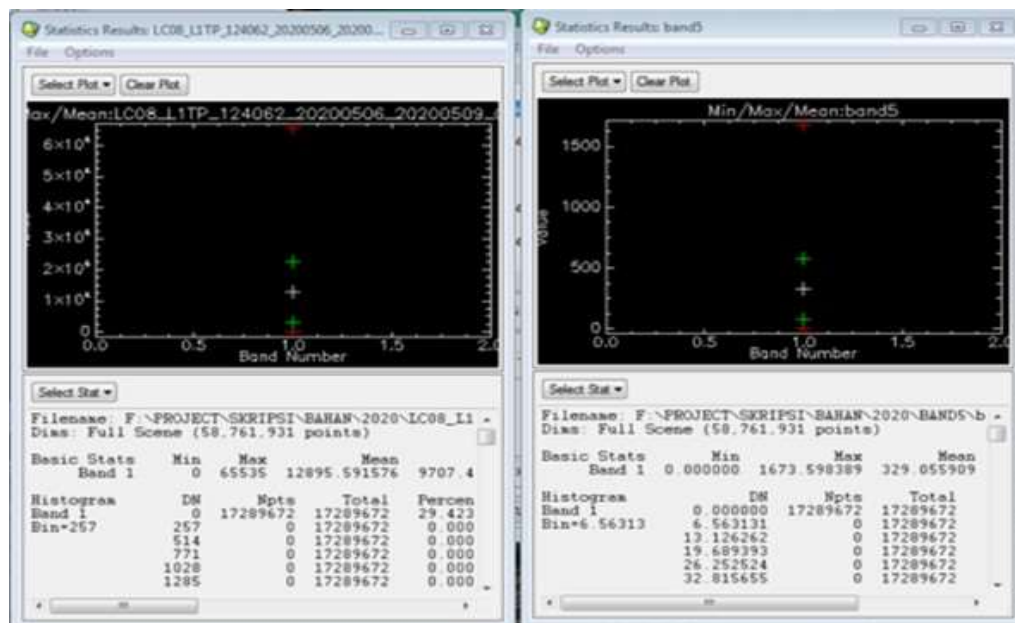 Statistics Results: LC08_L1TP_124062_20200506_20200...
File Options
Select Plot Clear Plot
ax/Mean:LC08_L1TP_124062_20200506_20200509_
6×10⁴
5×10⁴
4×10⁴
3×10⁴
2×10⁴
1×10⁴
0
0.0 0.5 1.0 1.5 2.0
Band Number
Select Stat
Filename: F:\PROJECT\SKRIPSI\BAHAN\2020\LC08_L1
Dims: Full Scene (58,761,931 points)
Basic Stats Min Max Mean
Band 1 0 65535 12895.591576 9707.4
Histogram DN Npts Total Percen
Band 1 0 17289672 17289672 29.423
Bin=257 257 0 17289672 0.000
514 0 17289672 0.000
771 0 17289672 0.000
1028 0 17289672 0.000
1285 0 17289672 0.000
Statistics Results: band5
File Options
Select Plot Clear Plot
Min/Max/Mean:band5
1500
1000
500
0
Value
0.0 0.5 1.0 1.5 2.0
Band Number
Select Stat
Filename: F:\PROJECT\SKRIPSI\BAHAN\2020\BAND5\b
Dims: Full Scene (58,761,931 points)
Basic Stats Min Max Mean
Band 1 0.000000 1673.598389 329.055909
Histogram DN Npts Total
Band 1 0.000000 17289672 17289672
Bin=6.56313 6.563131 0 17289672
13.126262 0 17289672
19.689393 0 17289672
26.252524 0 17289672
32.815655 0 17289672